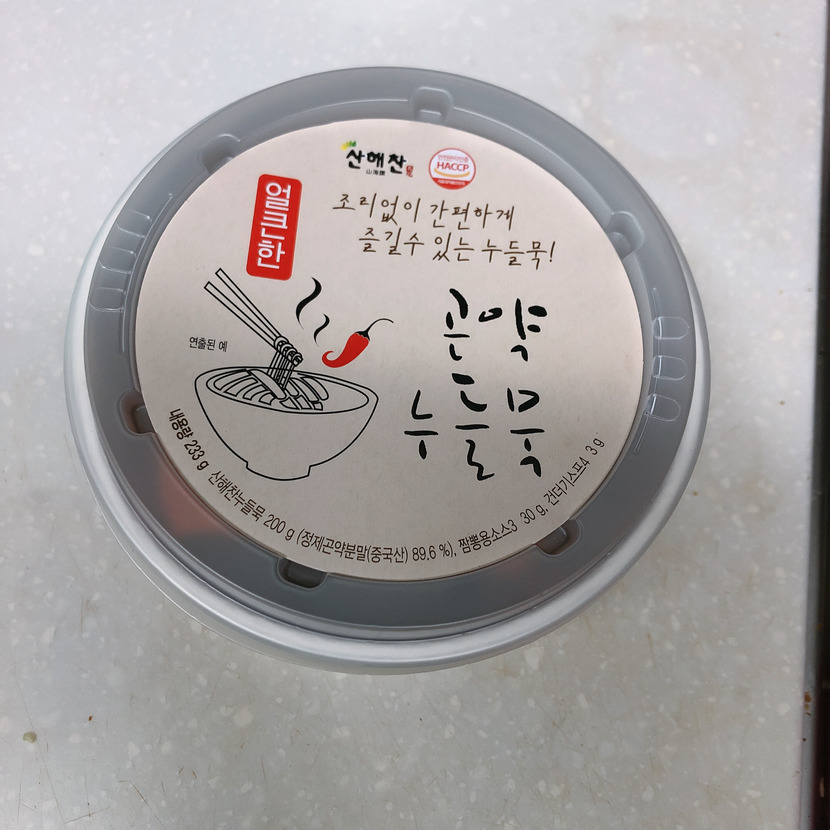 산해찬
山海饌
HACCP
얼큰한
조리없이 간편하게
즐길수 있는 누들묵!
연출된 예
곤약
누들묵
내용량 233 g 산해찬누들묵 200 g (정제곤약분말(중국산) 89.6 %), 짬뽕용소스3 30 g, 건더기스프4 3 g